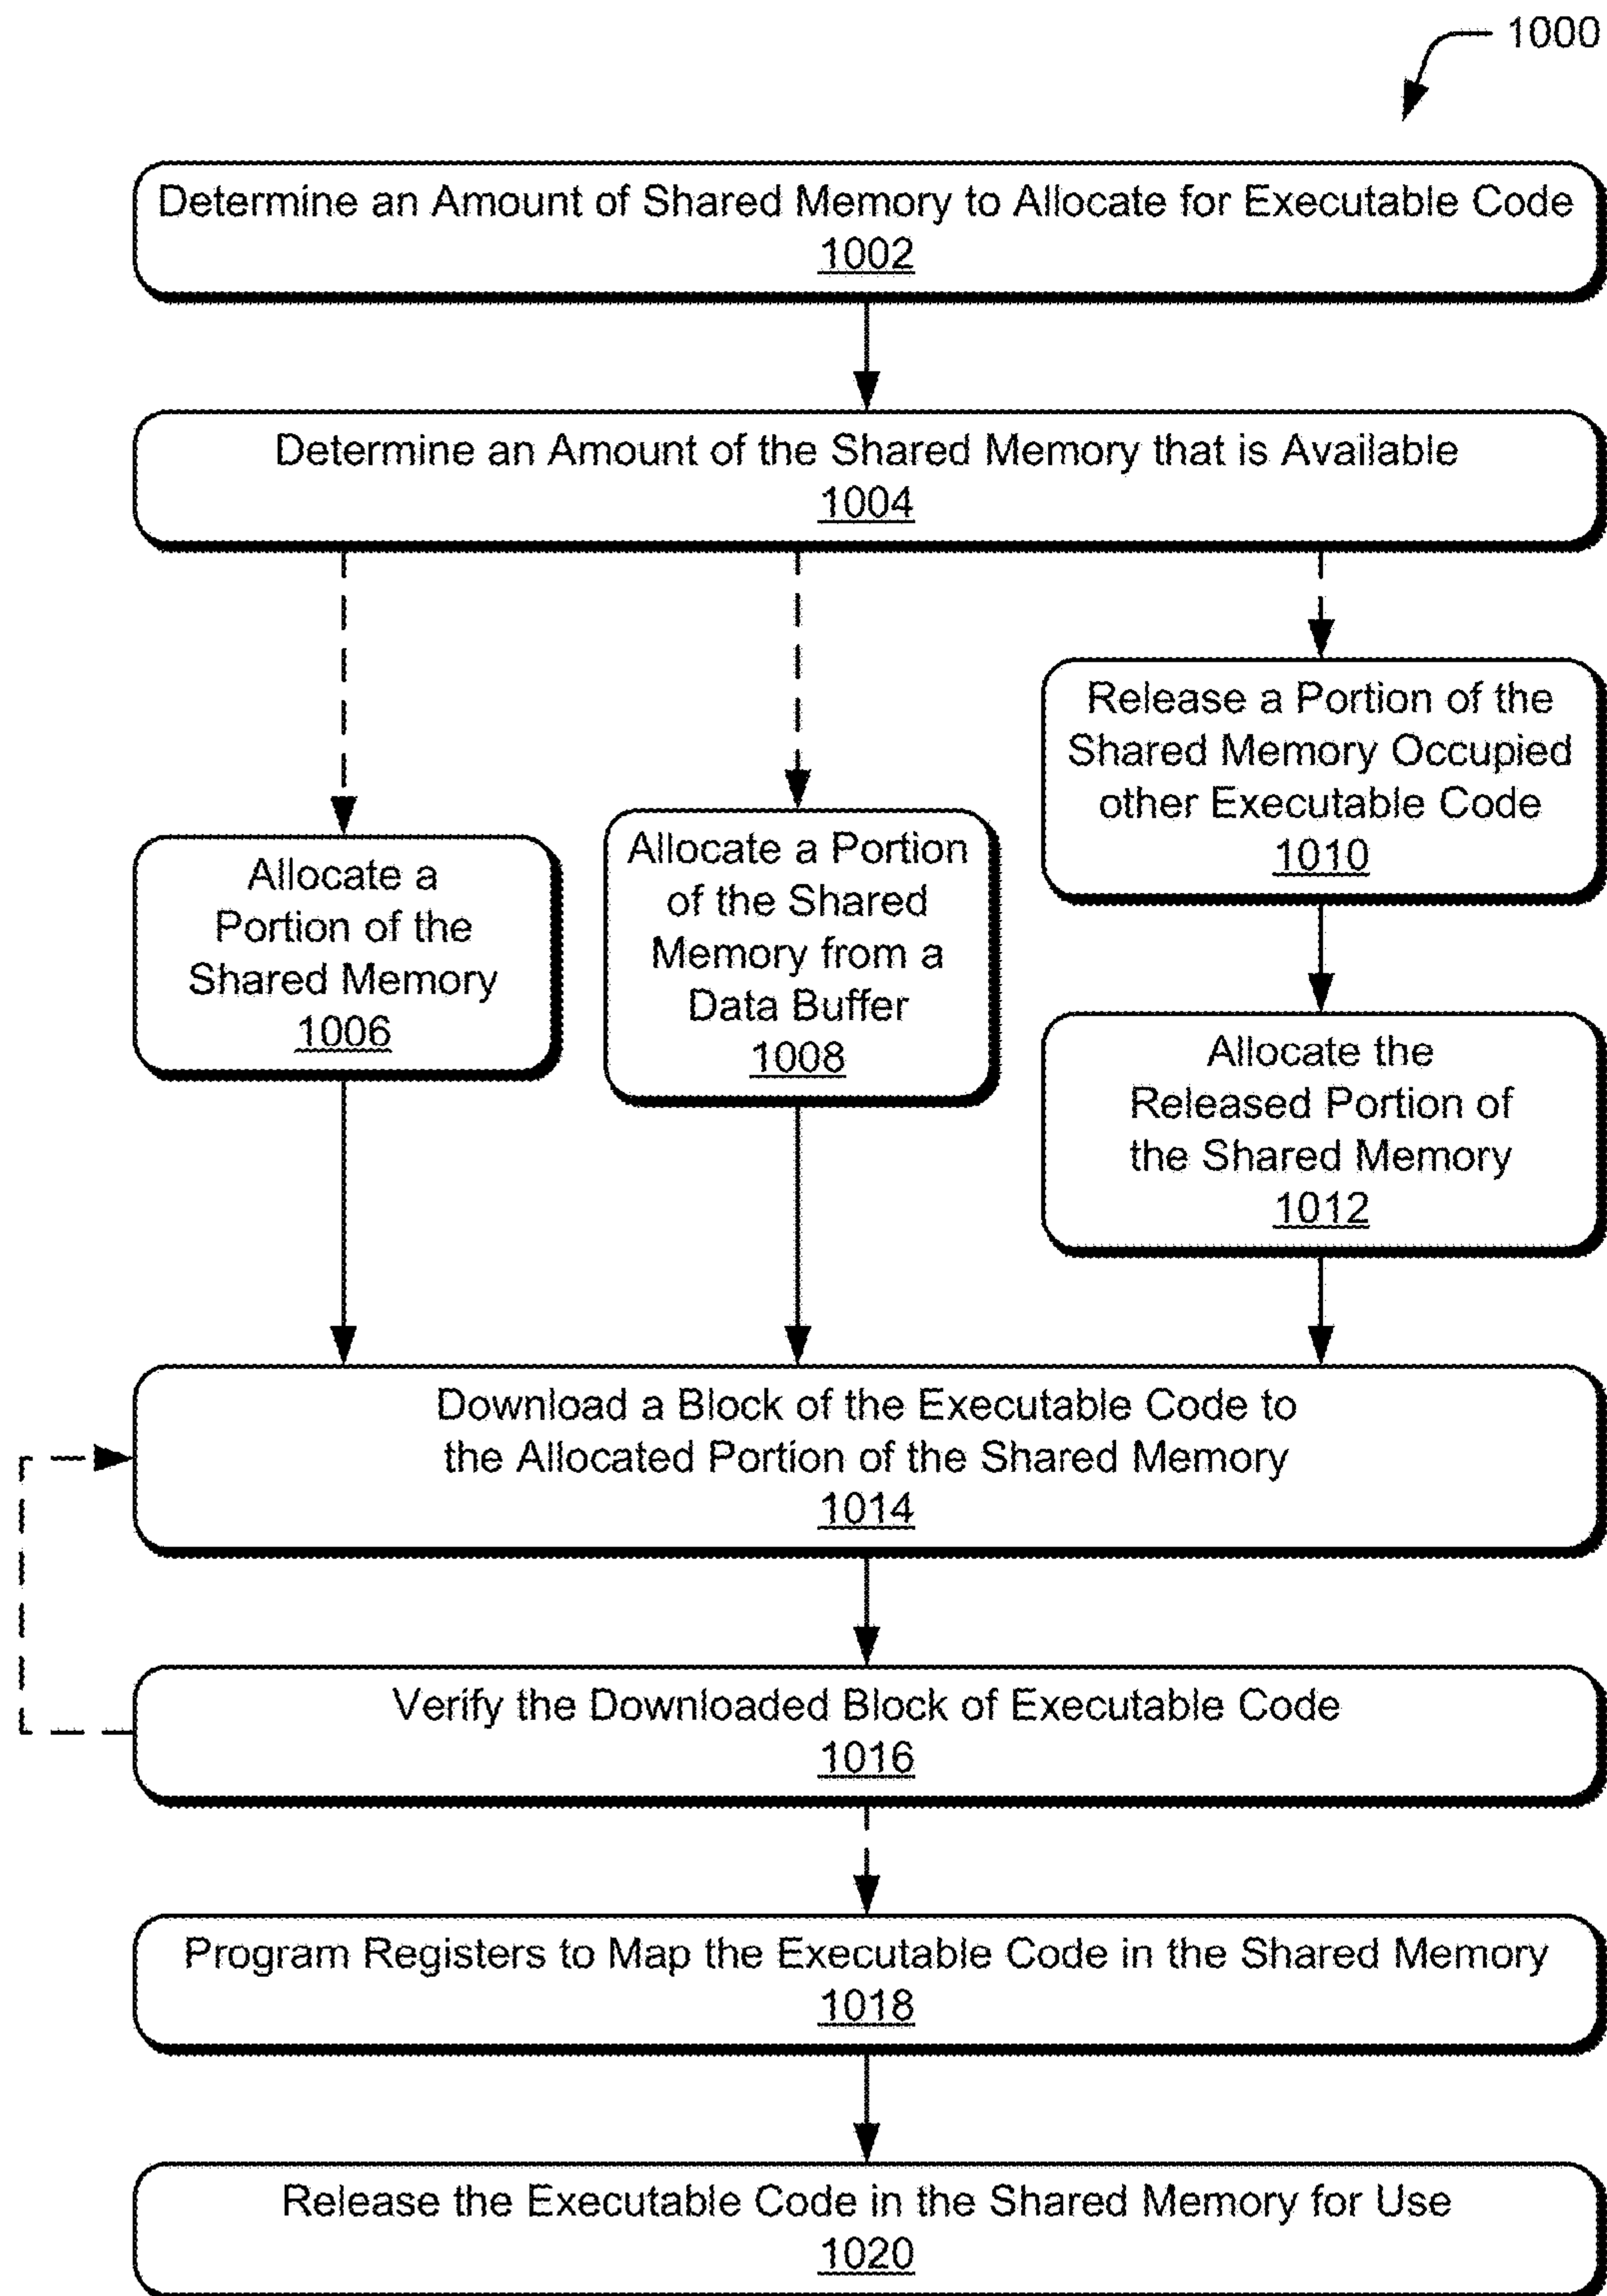 1000
Determine an Amount of Shared Memory to Allocate for Executable Code
1002
Determine an Amount of the Shared Memory that is Available
1004
Allocate a
Portion of the
Shared Memory
1006
Allocate a Portion
of the Shared
Memory from a
Data Buffer
1008
Release a Portion of the
Shared Memory Occupied
other Executable Code
1010
Allocate the
Released Portion of
the Shared Memory
1012
Download a Block of the Executable Code to
the Allocated Portion of the Shared Memory
1014
Verify the Downloaded Block of Executable Code
1016
Program Registers to Map the Executable Code in the Shared Memory
1018
Release the Executable Code in the Shared Memory for Use
1020